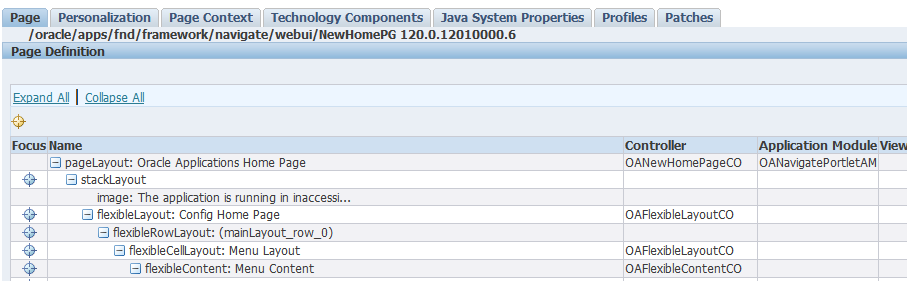 Page Personalization Page Context Technology Components Java System Properties Profiles Patches
/oracle/apps/fnd/framework/navigate/webui/NewHomePG 120.0.12010000.6
Page Definition
Expand All Collapse All
Focus Name Controller Application Module View
pageLayout: Oracle Applications Home Page OANewHomePageCO OANavigatePortletAM
stackLayout
image: The application is running in inaccessi...
flexibleLayout: Config Home Page OAFlexibleLayoutCO
flexibleRowLayout: (mainLayout_row_0)
flexibleCellLayout: Menu Layout OAFlexibleLayoutCO
flexibleContent: Menu Content OAFlexibleContentCO